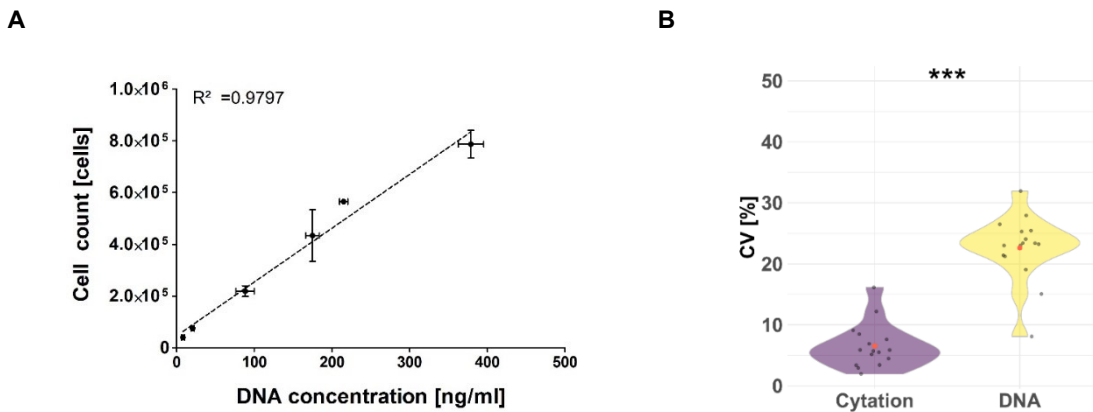 A
R² =0.9797
Cell count [cells]
1.0×10⁶
8.0×10⁵
6.0×10⁵
4.0×10⁵
2.0×10⁵
0
0 100 200 300 400 500
DNA concentration [ng/ml]
B
***
CV [%]
50
40
30
20
10
0
Cytation DNA